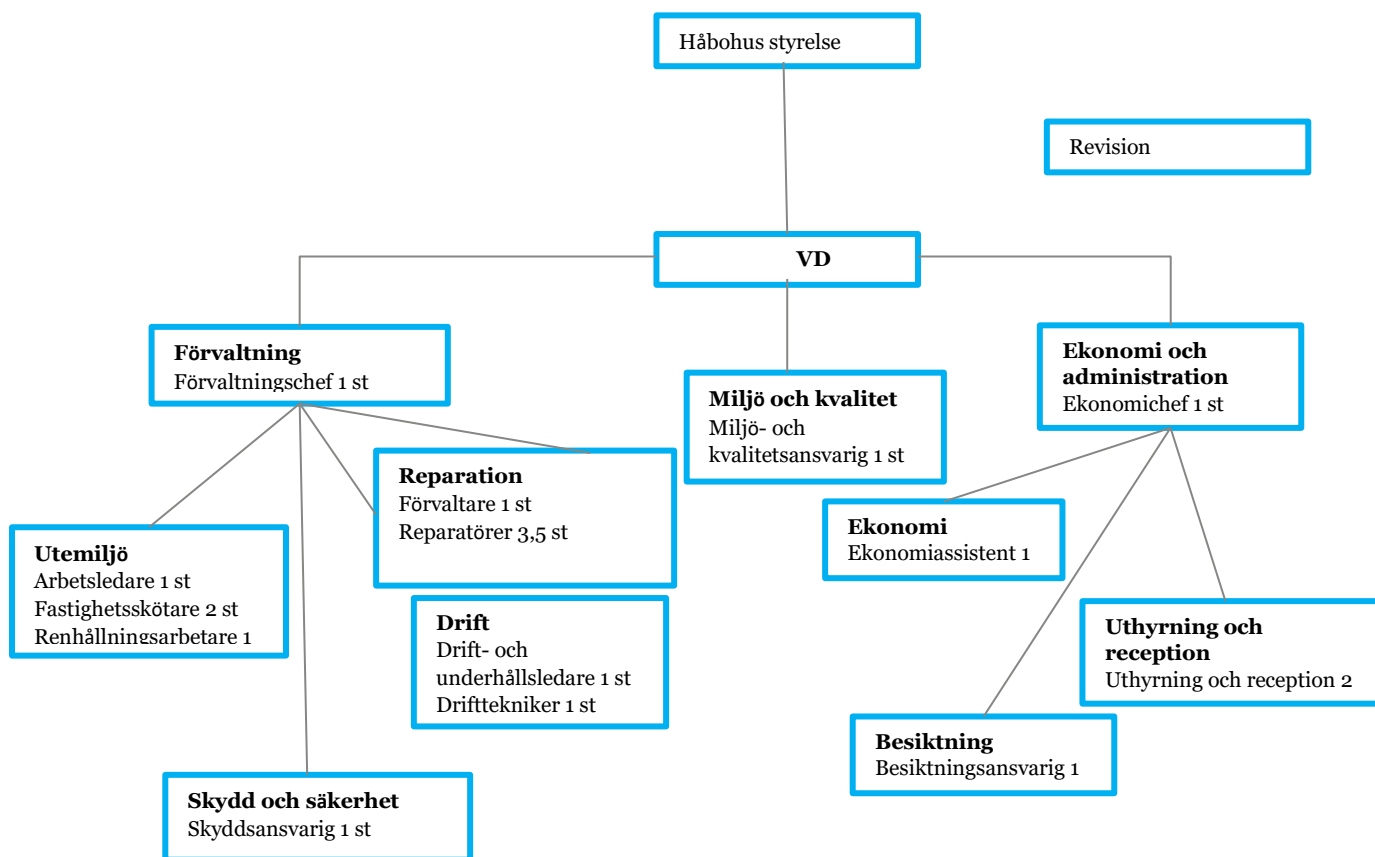 Håbohus styrelse
Revision
VD
Förvaltning
Förvaltningschef 1 st
Miljö och kvalitet
Miljö- och
kvalitetsansvarig 1 st
Ekonomi och
administration
Ekonomichef 1 st
Reparation
Förvaltare 1 st
Reparatörer 3,5 st
Utemiljö
Arbetsledare 1 st
Fastighetsskötare 2 st
Renhållningsarbetare 1
Drift
Drift- och
underhållsledare 1 st
Drifttekniker 1 st
Skydd och säkerhet
Skyddsansvarig 1 st
Ekonomi
Ekonomiassistent 1
Uthyrning och
reception
Uthyrning och reception 2
Besiktning
Besiktningsansvarig 1